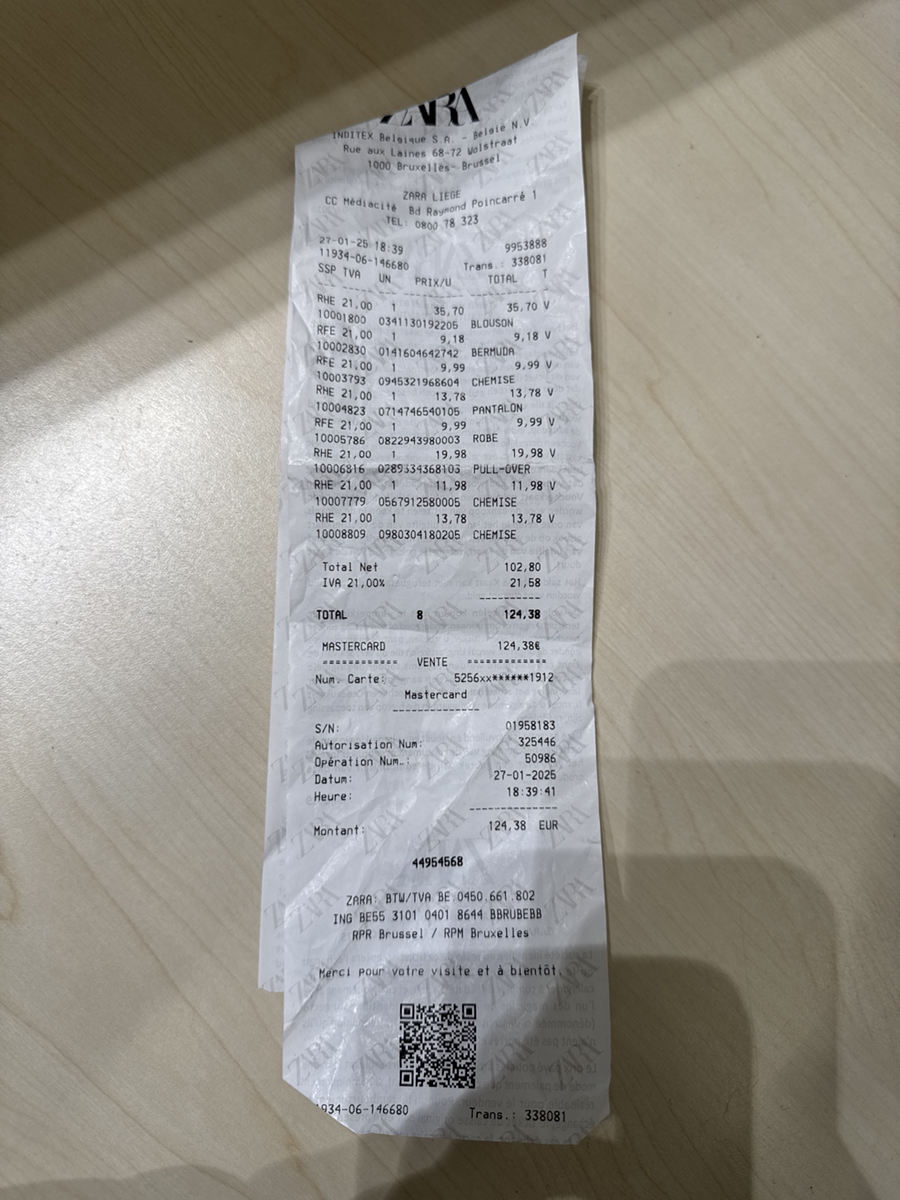 ZARA
INDITEX Belgique S.A. - Belgïe N.V.
Rue aux Laines 68-72 Wolstraat
1000 Bruxelles- Brussel
ZARA LIEGE
CC Médiacité Bd Raymond Poincarré 1
TEL: 0800 78 323
27-01-25 18:39 9953888
11934-06-146680 Trans.: 338081
SSP TVA UN PRIX/U TOTAL T
RHE 21,00 1 35,70 35,70 V
10001800 0341130192205 BLOUSON
RFE 21,00 1 9,18 9,18 V
10002830 0141604642742 BERMUDA
RFE 21,00 1 9,99 9,99 V
10003793 0945321968604 CHEMISE
RHE 21,00 1 13,78 13,78 V
10004823 0714746540105 PANTALON
RFE 21,00 1 9,99 9,99 V
10005786 0822943980003 ROBE
RHE 21,00 1 19,98 19,98 V
10006816 0289334368103 PULL-OVER
RHE 21,00 1 11,98 11,98 V
10007779 0567912580005 CHEMISE
RHE 21,00 1 13,78 13,78 V
10008809 0980304180205 CHEMISE
Total Net 102,80
IVA 21,00% 21,58
TOTAL 8 124,38
MASTERCARD 124,38€
============ VENTE =============
Num. Carte: 5256xx******1912
Mastercard
S/N: 01958183
Autorisation Num: 325446
Opération Num.: 50986
Datum: 27-01-2025
Heure: 18:39:41
Montant: 124,38 EUR
44954568
ZARA: BTW/TVA BE 0450.661.802
ING BE55 3101 0401 8644 BBRUBEBB
RPR Brussel / RPM Bruxelles
Merci pour votre visite et à bientôt.
1934-06-146680 Trans.: 338081